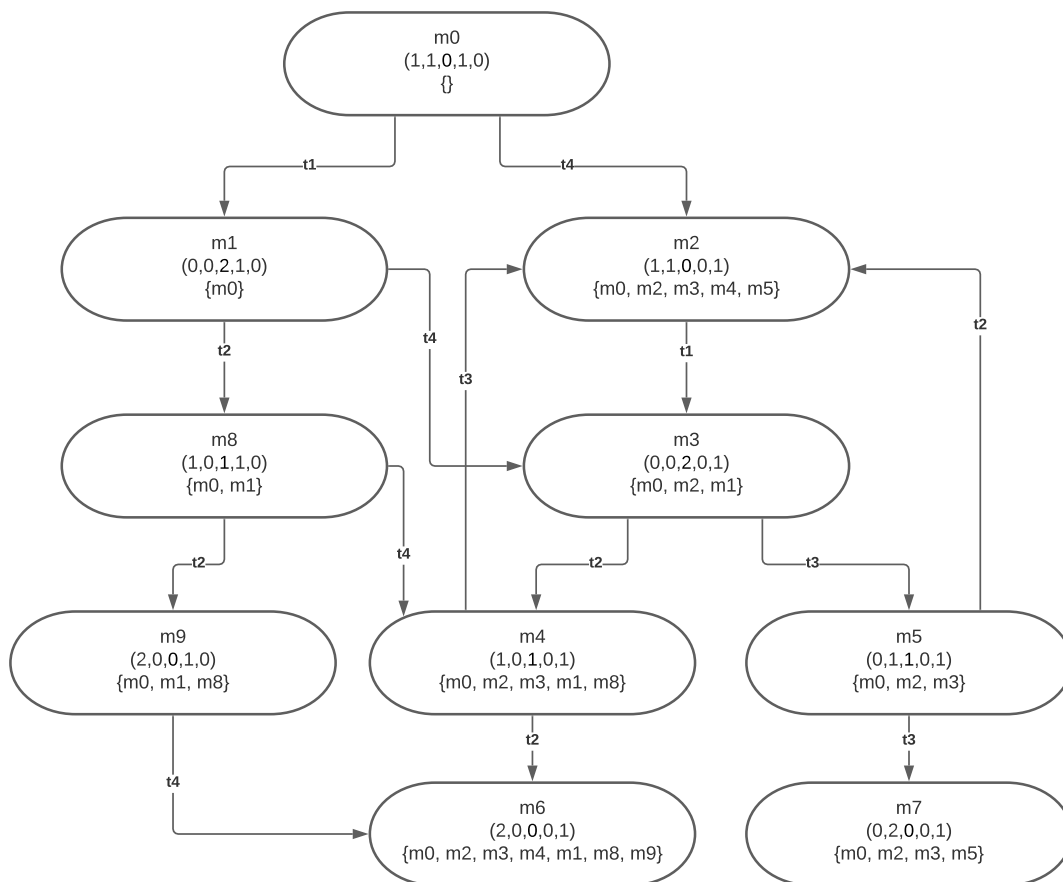 m0
(1,1,0,1,0)
{}
t1
t4
m1
(0,0,2,1,0)
{m0}
m2
(1,1,0,0,1)
{m0, m2, m3, m4, m5}
t2
t4
t3
t1
t2
m8
(1,0,1,1,0)
{m0, m1}
m3
(0,0,2,0,1)
{m0, m2, m1}
t2
t4
t2
t3
m9
(2,0,0,1,0)
{m0, m1, m8}
m4
(1,0,1,0,1)
{m0, m2, m3, m1, m8}
m5
(0,1,1,0,1)
{m0, m2, m3}
t4
t2
t3
m6
(2,0,0,0,1)
{m0, m2, m3, m4, m1, m8, m9}
m7
(0,2,0,0,1)
{m0, m2, m3, m5}